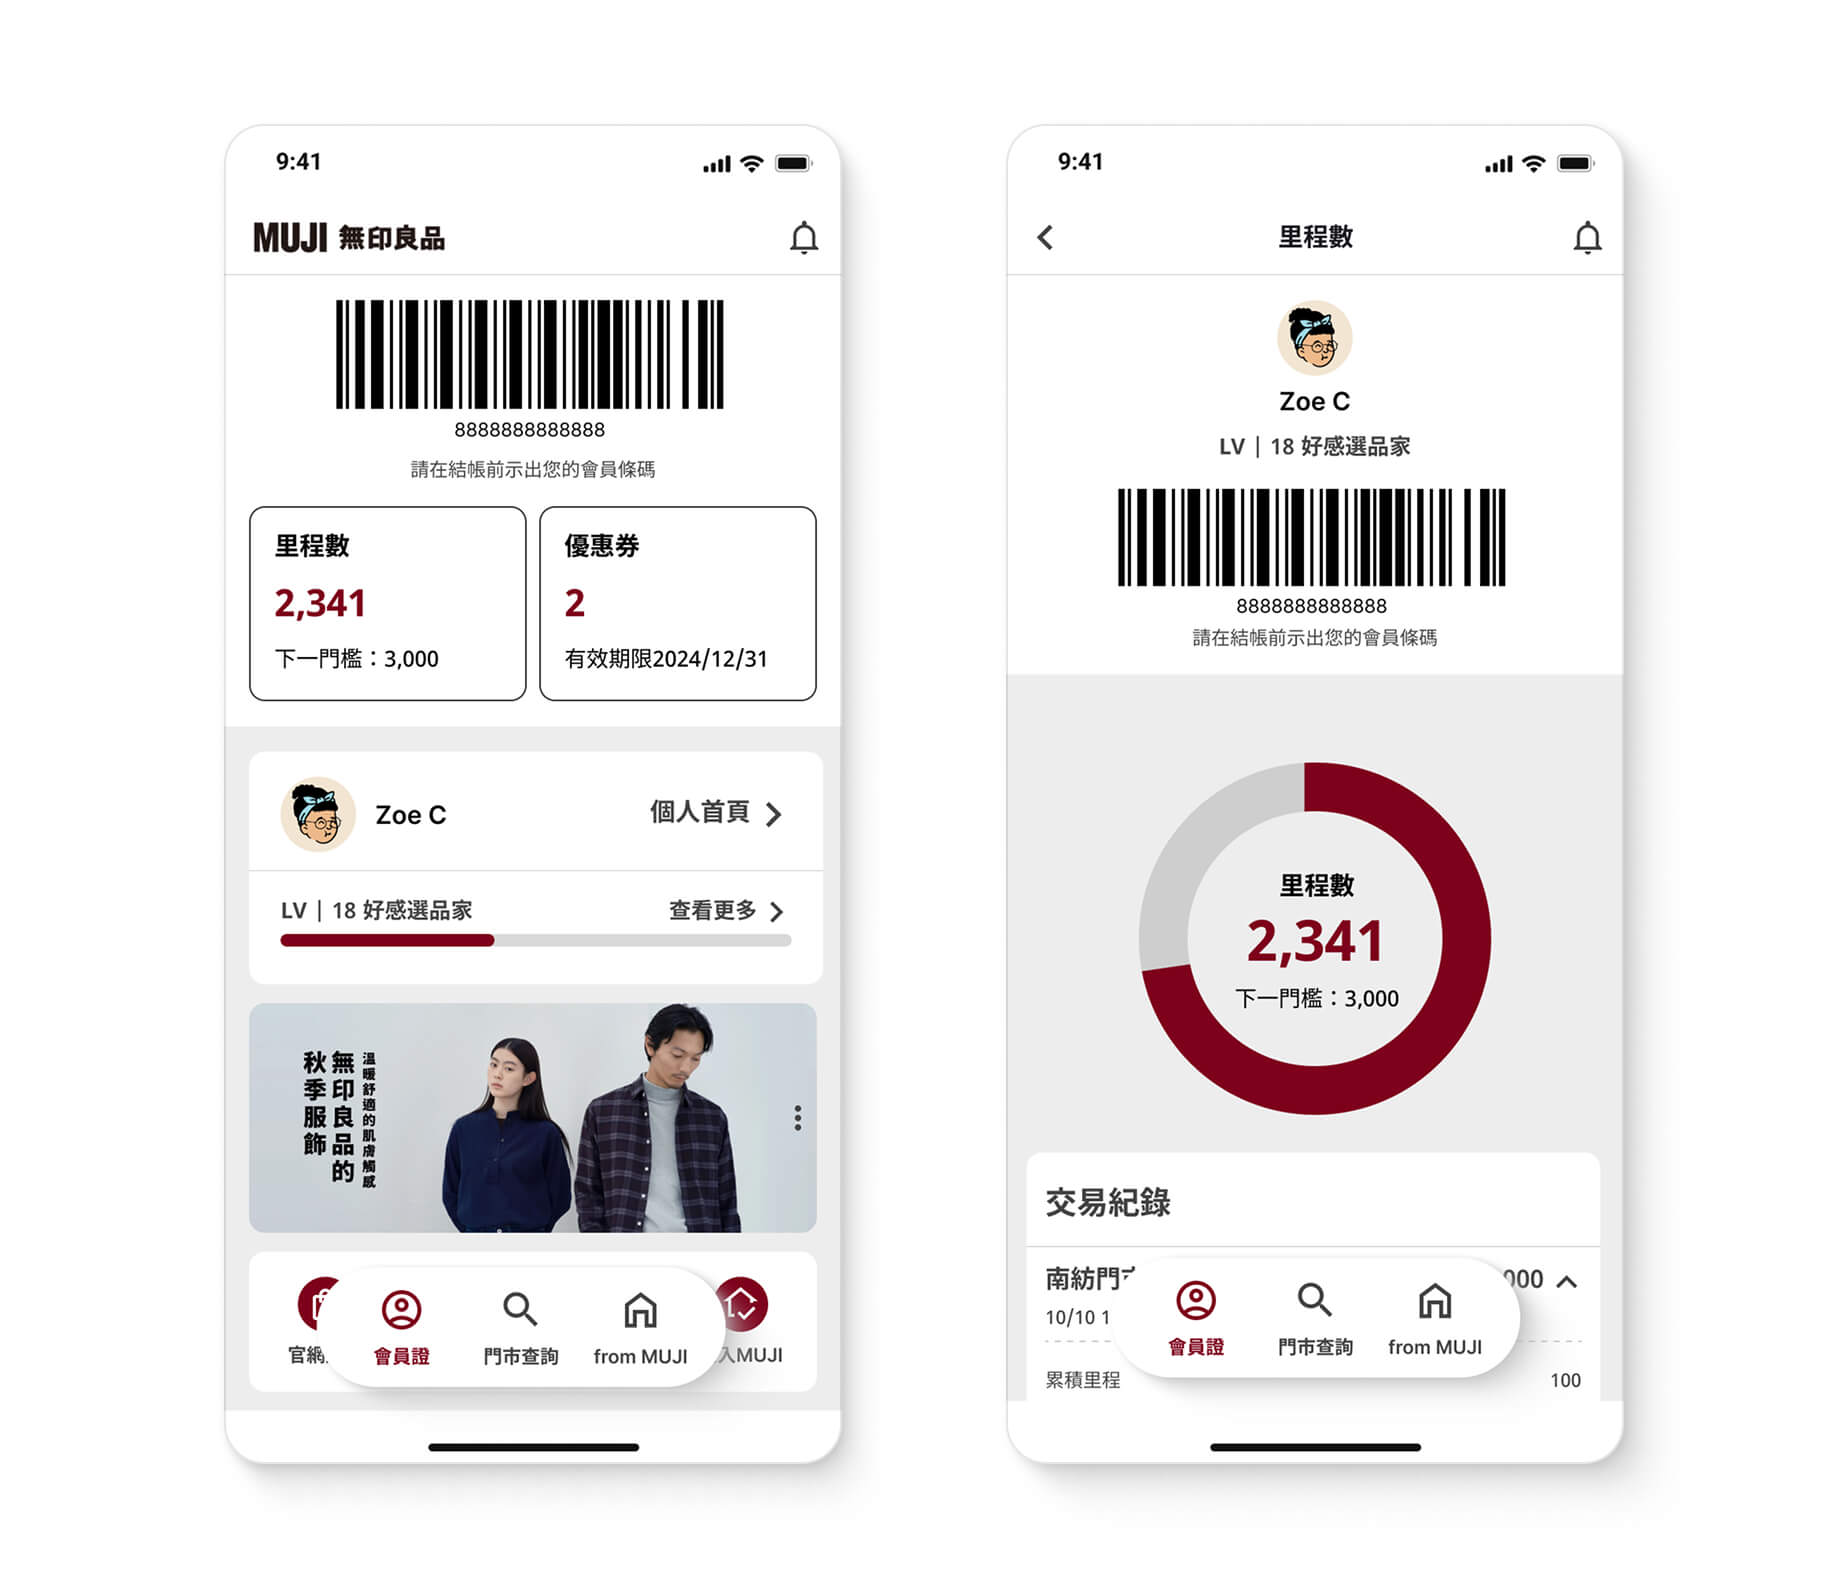 9:41
MUJI 無印良品
8888888888888
請在結帳前示出您的會員條碼
里程數
2,341
下一門檻：3,000
優惠券
2
有效期限2024/12/31
Zoe C
個人首頁
LV｜18 好感選品家
查看更多
溫暖舒適的肌膚觸感
無印良品的
秋季服飾
官網
會員證
門市查詢
from MUJI
入MUJI
9:41
里程數
Zoe C
LV｜18 好感選品家
8888888888888
請在結帳前示出您的會員條碼
里程數
2,341
下一門檻：3,000
交易紀錄
南紡門市
000
10/10 1
會員證
門市查詢
from MUJI
累積里程
100